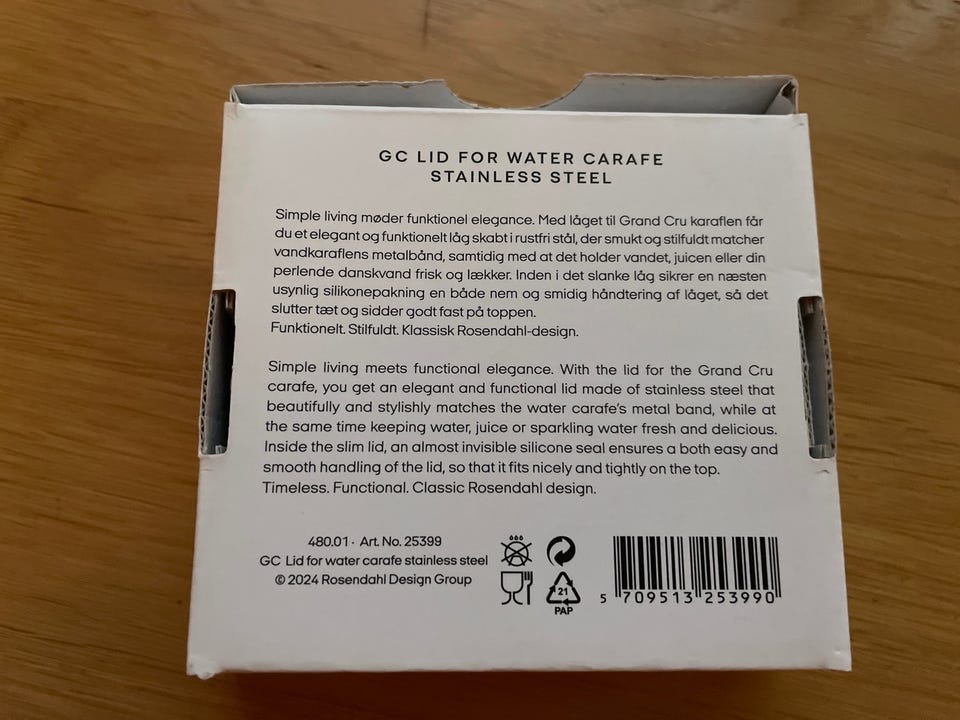 GC LID FOR WATER CARAFE
STAINLESS STEEL
Simple living møder funktionel elegance. Med låget til Grand Cru karaflen får
du et elegant og funktionelt låg skabt i rustfri stål, der smukt og stilfuldt matcher
vandkaraflens metalbånd, samtidig med at det holder vandet, juicen eller din
perlende danskvand frisk og lækker. Inden i det slanke låg sikrer en næsten
usynlig silikonepakning en både nem og smidig håndtering af låget, så det
slutter tæt og sidder godt fast på toppen.
Funktionelt. Stilfuldt. Klassisk Rosendahl-design.
Simple living meets functional elegance. With the lid for the Grand Cru
carafe, you get an elegant and functional lid made of stainless steel that
beautifully and stylishly matches the water carafe's metal band, while at
the same time keeping water, juice or sparkling water fresh and delicious.
Inside the slim lid, an almost invisible silicone seal ensures a both easy and
smooth handling of the lid, so that it fits nicely and tightly on the top.
Timeless. Functional. Classic Rosendahl design.
480.01 · Art. No. 25399
GC Lid for water carafe stainless steel
© 2024 Rosendahl Design Group
21
PAP
5 709513 253990